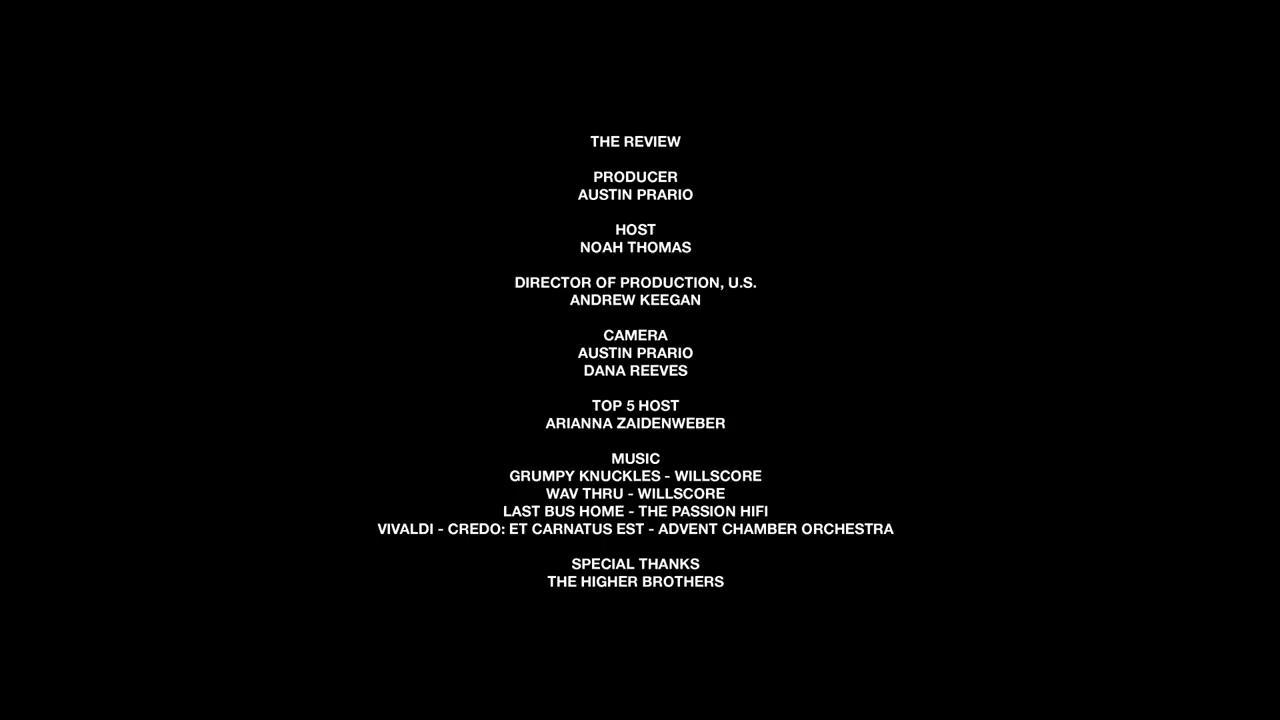 THE REVIEW
PRODUCER
AUSTIN PRARIO
HOST
NOAH THOMAS
DIRECTOR OF PRODUCTION, U.S.
ANDREW KEEGAN
CAMERA
AUSTIN PRARIO
DANA REEVES
TOP 5 HOST
ARIANNA ZAIDENWEBER
MUSIC
GRUMPY KNUCKLES - WILLSCORE
WAV THRU - WILLSCORE
LAST BUS HOME - THE PASSION HIFI
VIVALDI - CREDO: ET CARNATUS EST - ADVENT CHAMBER ORCHESTRA
SPECIAL THANKS
THE HIGHER BROTHERS